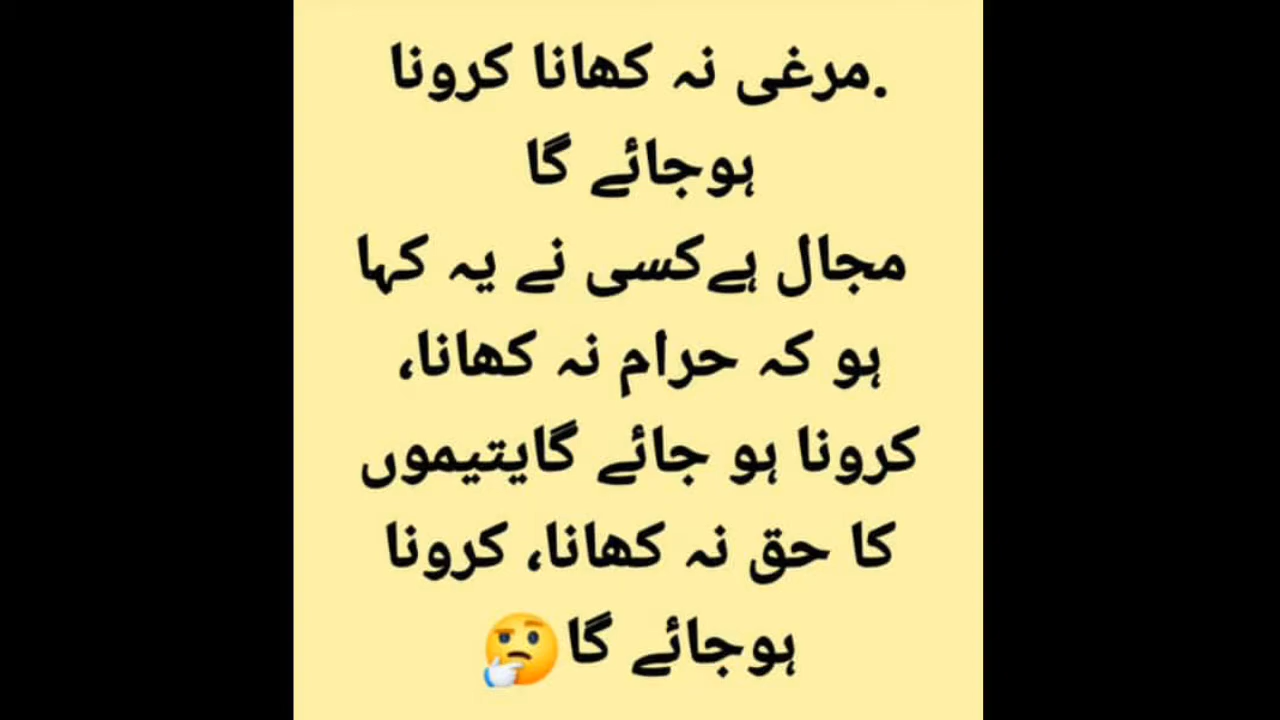 .مرغی نہ کھانا کرونا
ہوجائے گا
مجال ہےکسی نے یہ کہا
ہو کہ حرام نہ کھانا،
کرونا ہو جائے گایتیموں
کا حق نہ کھانا، کرونا
ہوجائے گا🤔